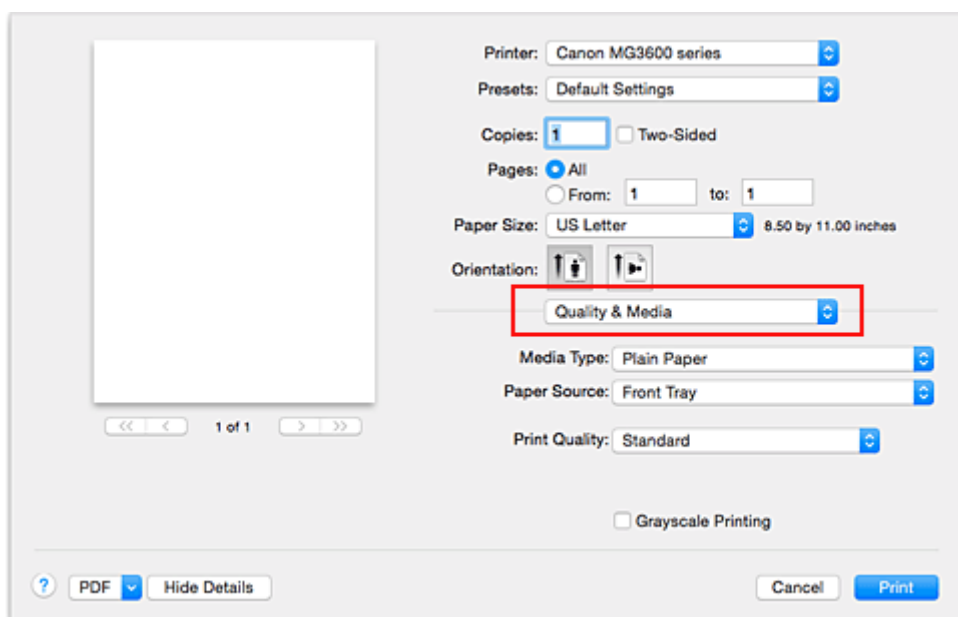 Printer: Canon MG3600 series
Presets: Default Settings
Copies: 1 Two-Sided
Pages: All
From: 1 to: 1
Paper Size: US Letter 8.50 by 11.00 inches
Orientation:
Quality & Media
Media Type: Plain Paper
Paper Source: Front Tray
1 of 1
Print Quality: Standard
Grayscale Printing
? PDF Hide Details Cancel Print